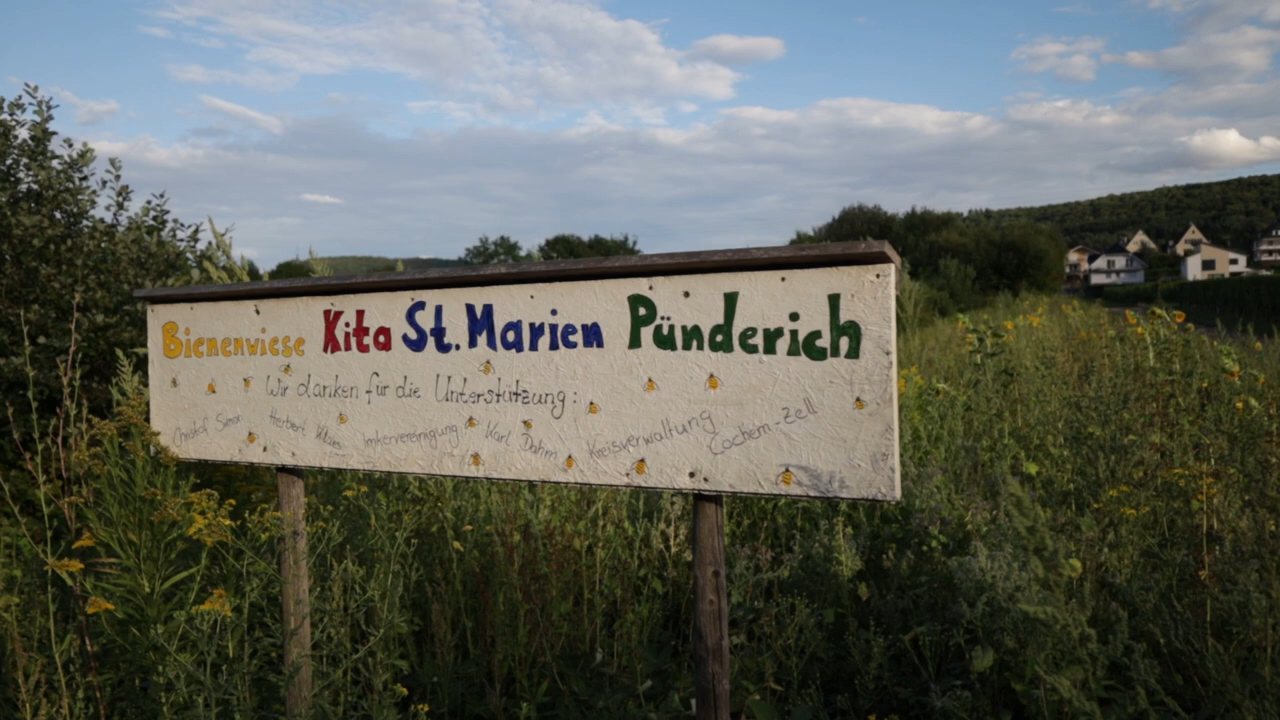 Bienenwiese Kita St. Marien Pünderich
Wir danken für die Unterstützung:
Christof Simon Herbert Imkervereinigung Karl Dahm Kreisverwaltung Cochem-Zell